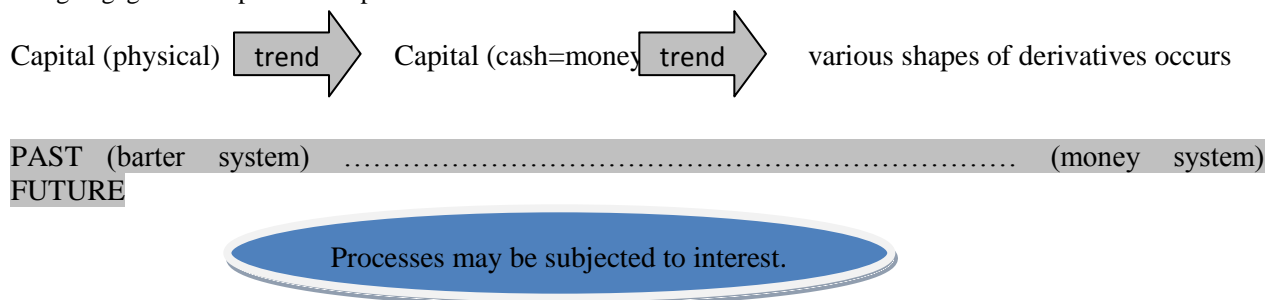 Capital (physical) trend Capital (cash=money trend various shapes of derivatives occurs
PAST (barter system) ………………………………………………………… (money system)
FUTURE
Processes may be subjected to interest.